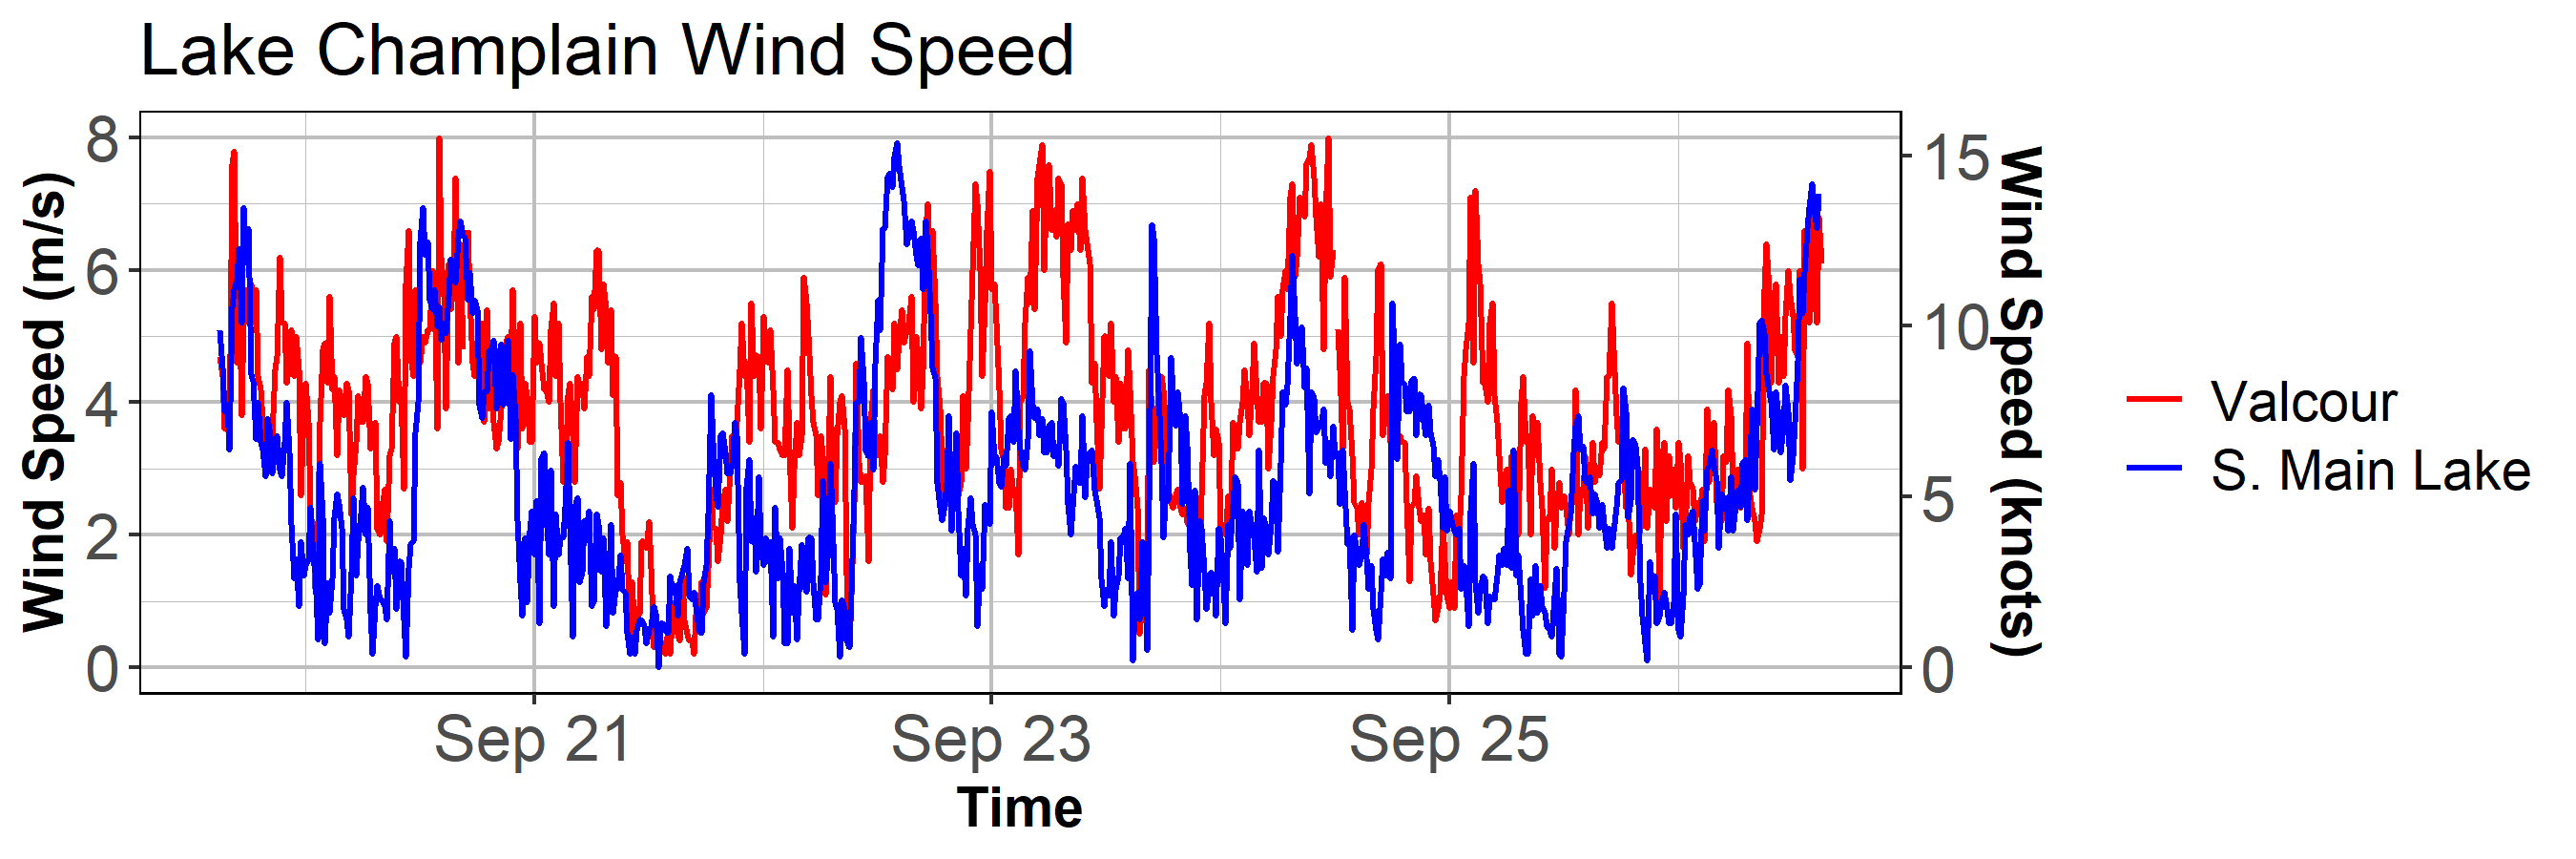 Lake Champlain Wind Speed
Wind Speed (m/s)
8
6
4
2
0
15
10
5
0
Wind Speed (knots)
Sep 21
Sep 23
Sep 25
Time
Valcour
S. Main Lake